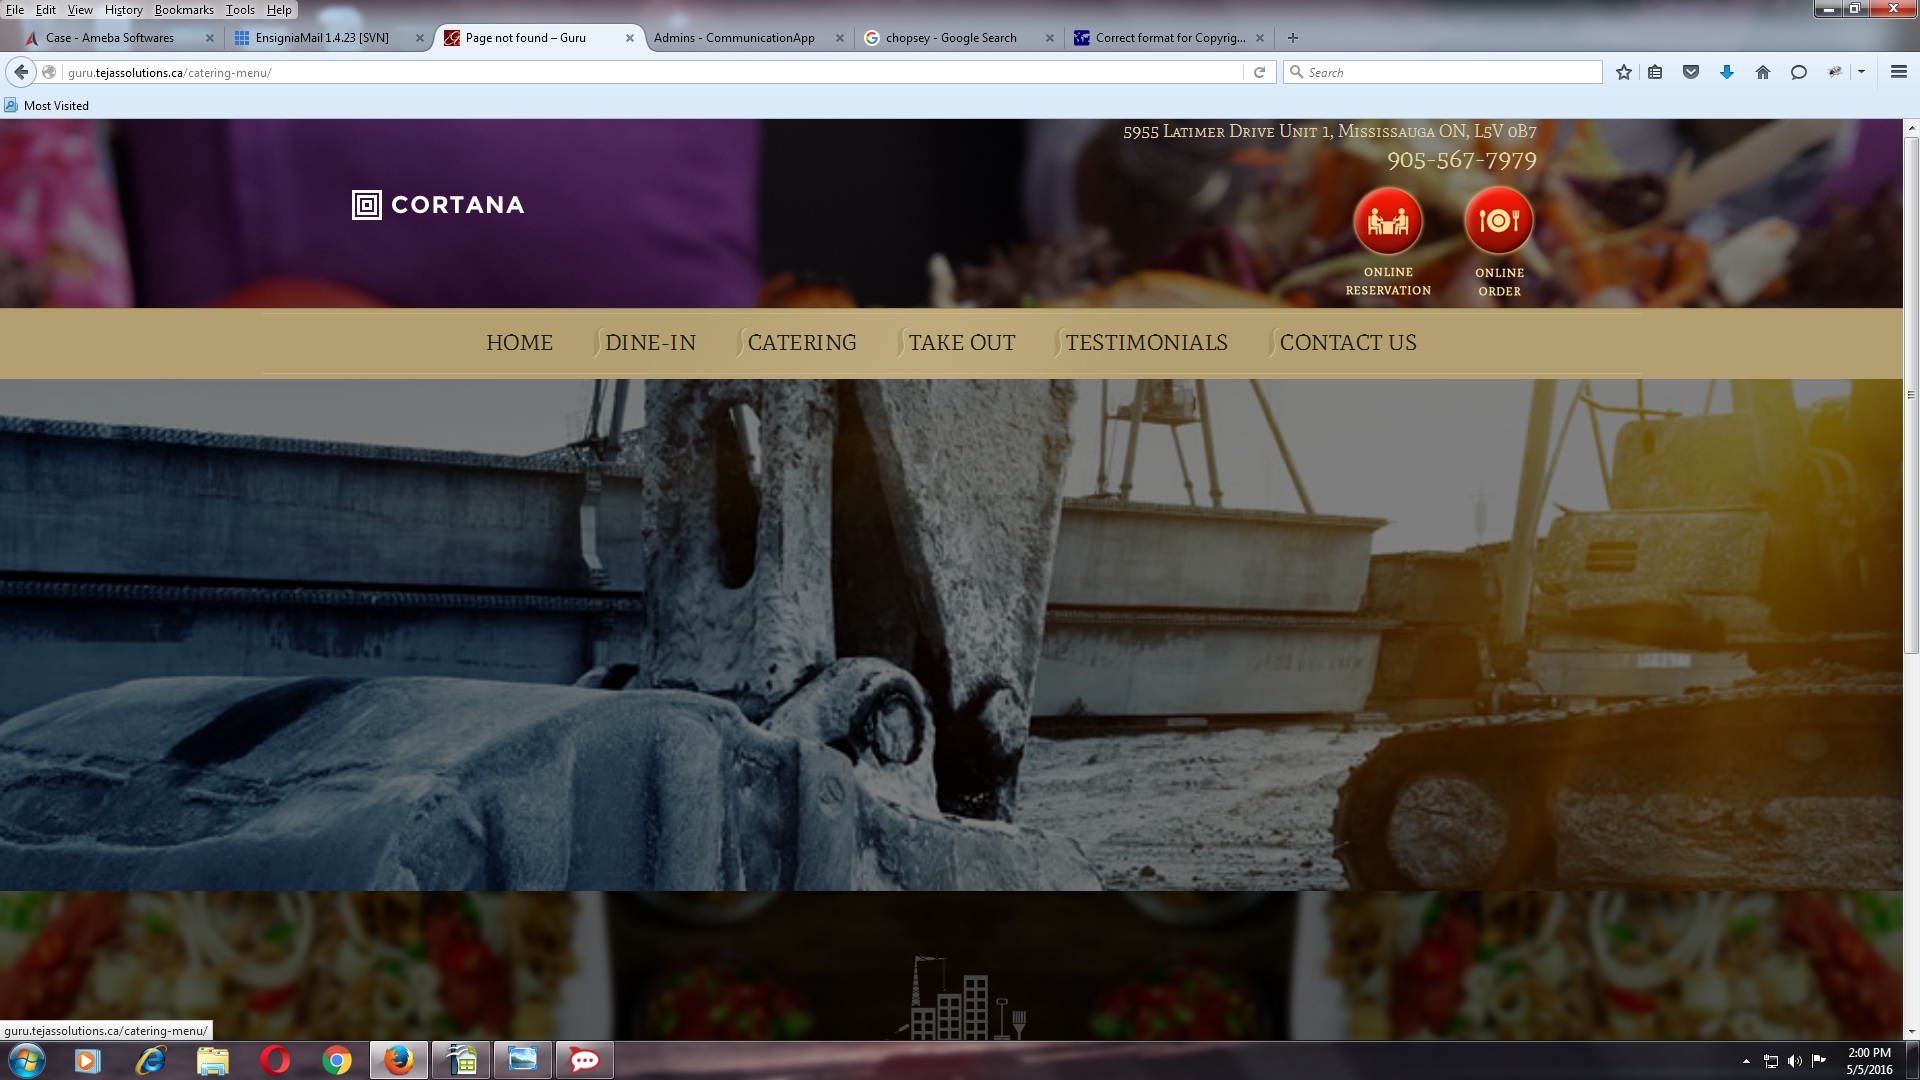 File Edit View History Bookmarks Tools Help
Case - Ameba Softwares
EnsigniaMail 1.4.23 [SVN]
Page not found – Guru
Admins - CommunicationApp
chopsey - Google Search
Correct format for Copyrig...
guru.tejassolutions.ca/catering-menu/
Search
Most Visited
5955 Latimer Drive Unit 1, Mississauga ON, L5V 0B7
905-567-7979
CORTANA
ONLINE
RESERVATION
ONLINE
ORDER
HOME DINE-IN CATERING TAKE OUT TESTIMONIALS CONTACT US
guru.tejassolutions.ca/catering-menu/
2:00 PM
5/5/2016